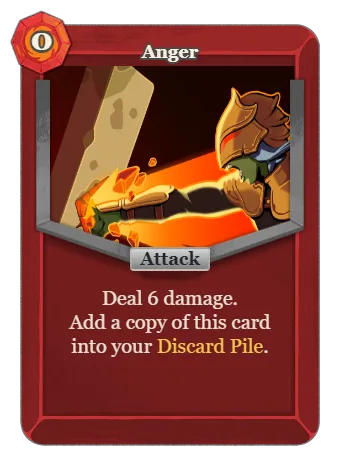 0
Anger
Attack
Deal 6 damage.
Add a copy of this card
into your Discard Pile.